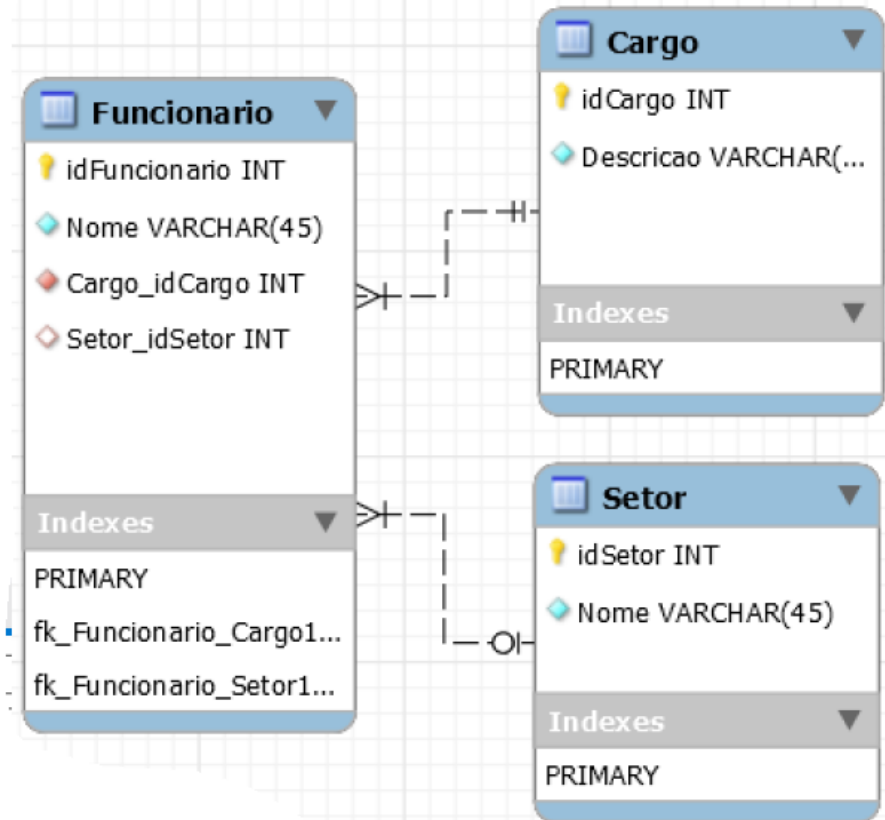 Funcionario
idFuncionario INT
Nome VARCHAR(45)
Cargo_idCargo INT
Setor_idSetor INT
Indexes
PRIMARY
fk_Funcionario_Cargo1...
fk_Funcionario_Setor1...
Cargo
idCargo INT
Descricao VARCHAR(...
Indexes
PRIMARY
Setor
idSetor INT
Nome VARCHAR(45)
Indexes
PRIMARY